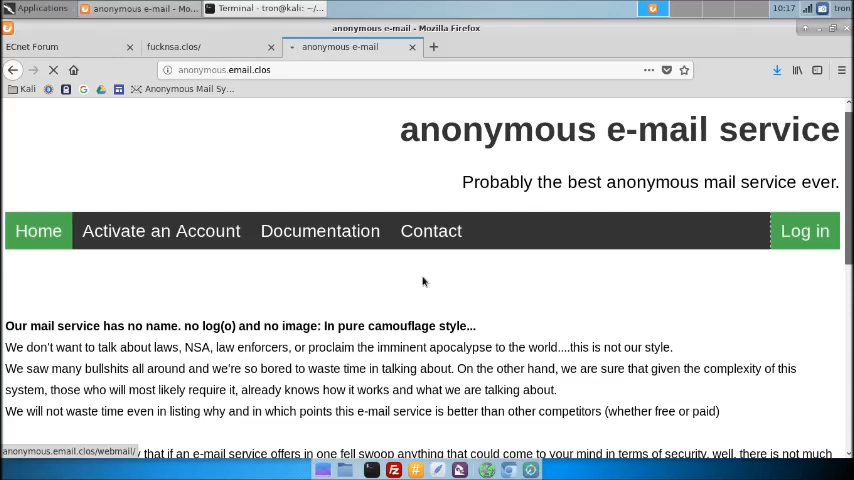 Applications
anonymous e-mail - Mo...
Terminal - tron@kali: ~/...
10:17
tron
anonymous e-mail - Mozilla Firefox
ECnet Forum
fucknsa.clos/
anonymous e-mail
anonymous.email.clos
Kali
Anonymous Mail Sy...
anonymous e-mail service
Probably the best anonymous mail service ever.
Home
Activate an Account
Documentation
Contact
Log in
Our mail service has no name. no log(o) and no image: In pure camouflage style...
We don't want to talk about laws, NSA, law enforcers, or proclaim the imminent apocalypse to the world....this is not our style.
We saw many bullshits all around and we're so bored to waste time in talking about. On the other hand, we are sure that given the complexity of this
system, those who will most likely require it, already knows how it works and what we are talking about.
We will not waste time even in listing why and in which points this e-mail service is better than other competitors (whether free or paid)
anonymous.email.clos/webmail/
that if an e-mail service offers in one fell swoop anything that could come to your mind in terms of security, well, there is not much